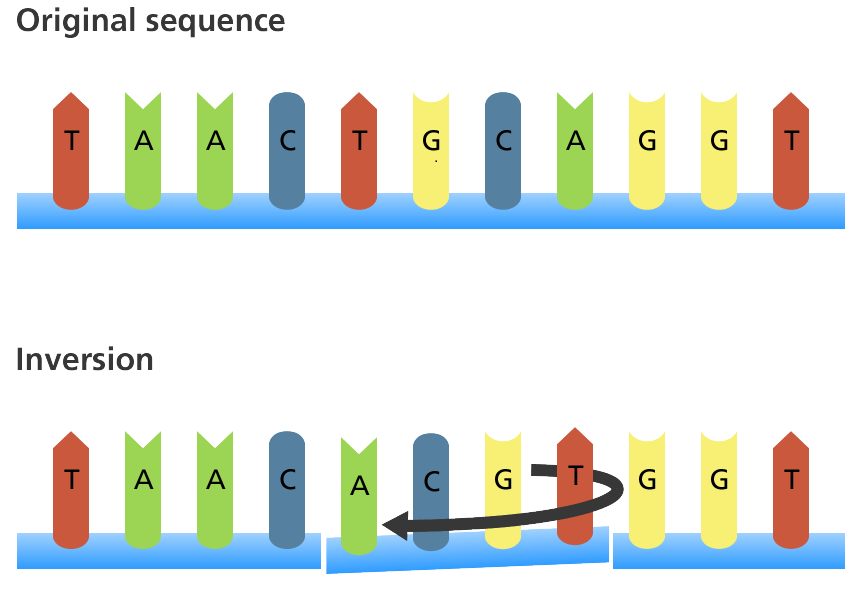 Original sequence
T A A C T G C A G G T
Inversion
T A A C A C G T G G T